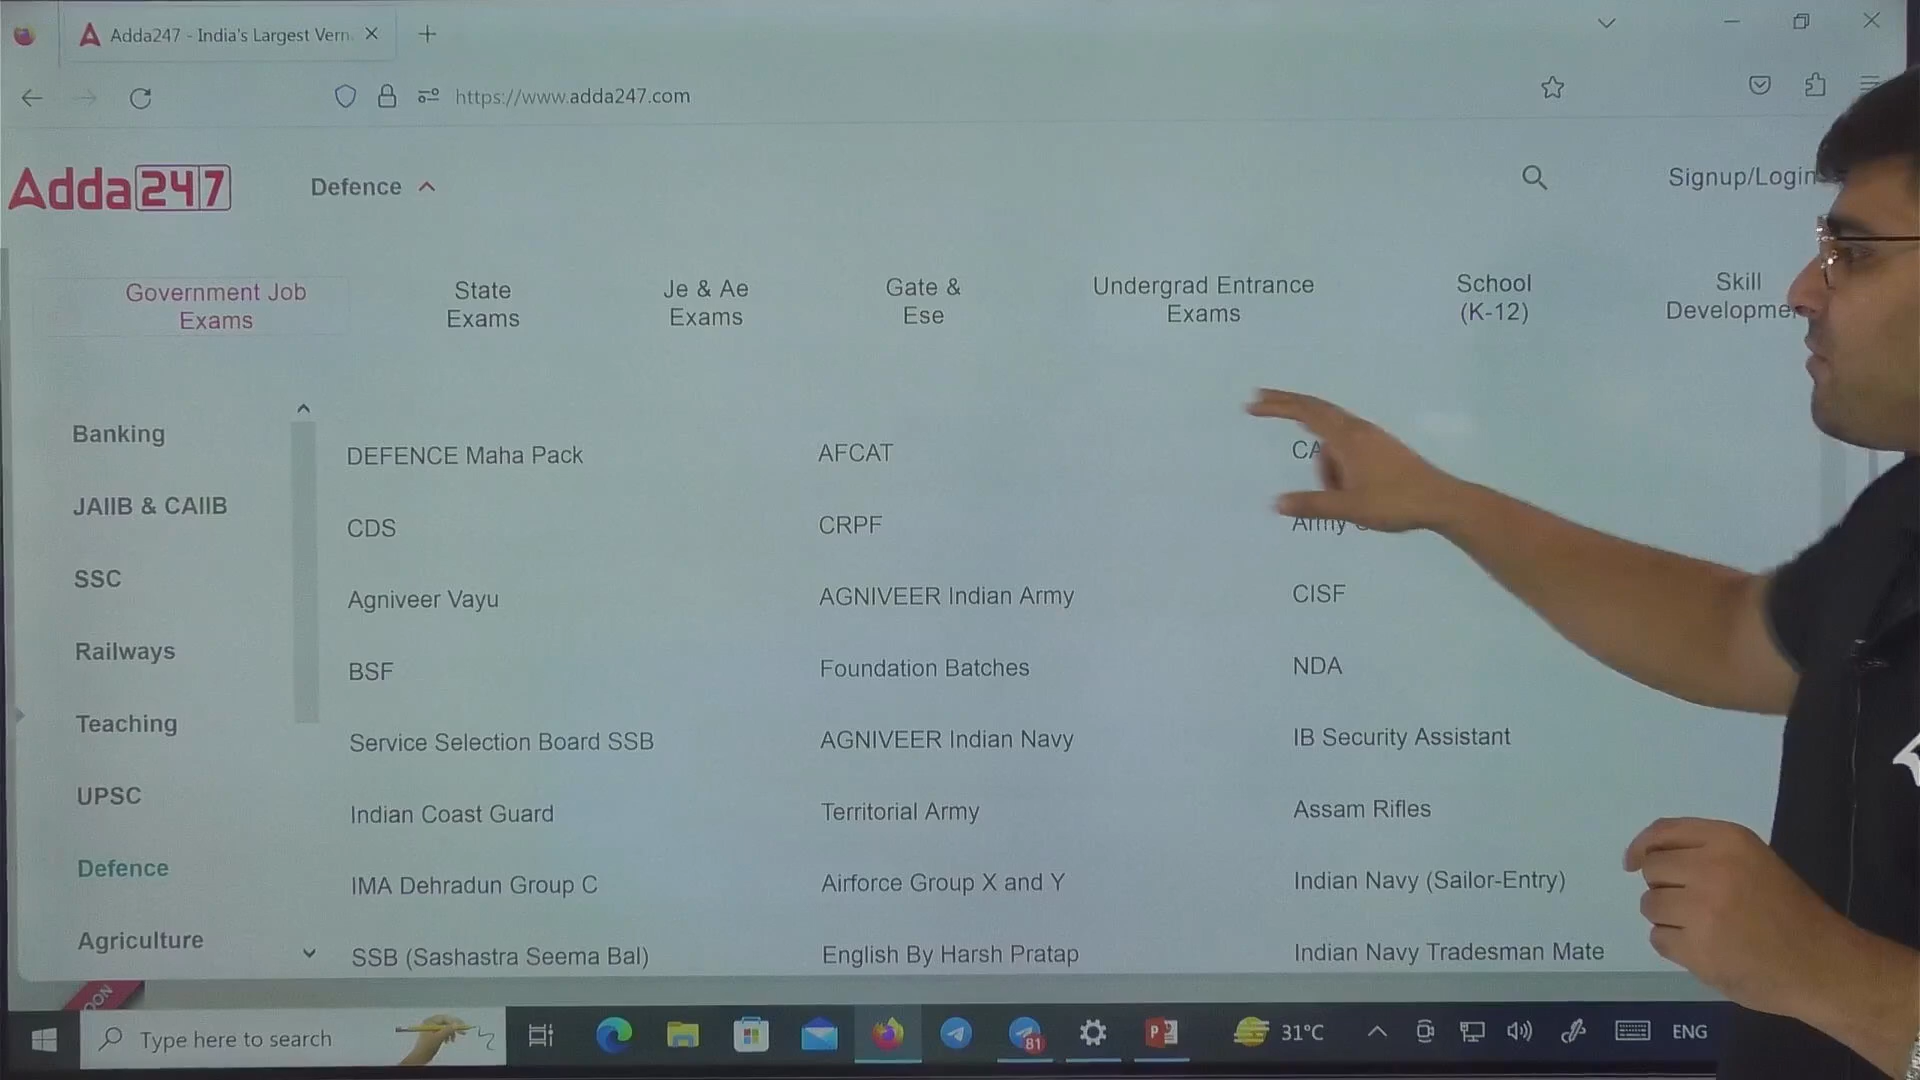 Adda247 - India's Largest Vern
https://www.adda247.com
Adda247
Defence
Signup/Login
Government Job
Exams
State
Exams
Je & Ae
Exams
Gate &
Ese
Undergrad Entrance
Exams
School
(K-12)
Skill
Banking
JAIIB & CAIIB
SSC
Railways
Teaching
UPSC
Defence
Agriculture
DEFENCE Maha Pack
AFCAT
CDS
CRPF
Army
Agniveer Vayu
AGNIVEER Indian Army
CISF
BSF
Foundation Batches
NDA
Service Selection Board SSB
AGNIVEER Indian Navy
IB Security Assistant
Indian Coast Guard
Territorial Army
Assam Rifles
IMA Dehradun Group C
Airforce Group X and Y
Indian Navy (Sailor-Entry)
SSB (Sashastra Seema Bal)
English By Harsh Pratap
Indian Navy Tradesman Mate
Type here to search
81
31°C
ENG